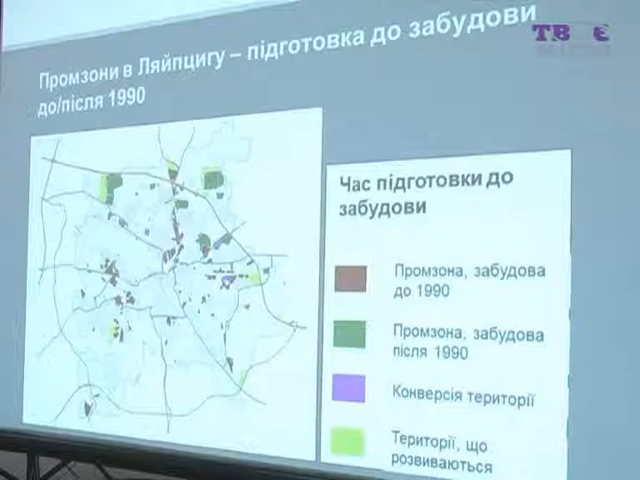 ТВ Є
Промзони в Ляйпцигу – підготовка до забудови
до/після 1990
Час підготовки до
забудови
Промзона, забудова
до 1990
Промзона, забудова
після 1990
Конверсія території
Території, що
розвиваються